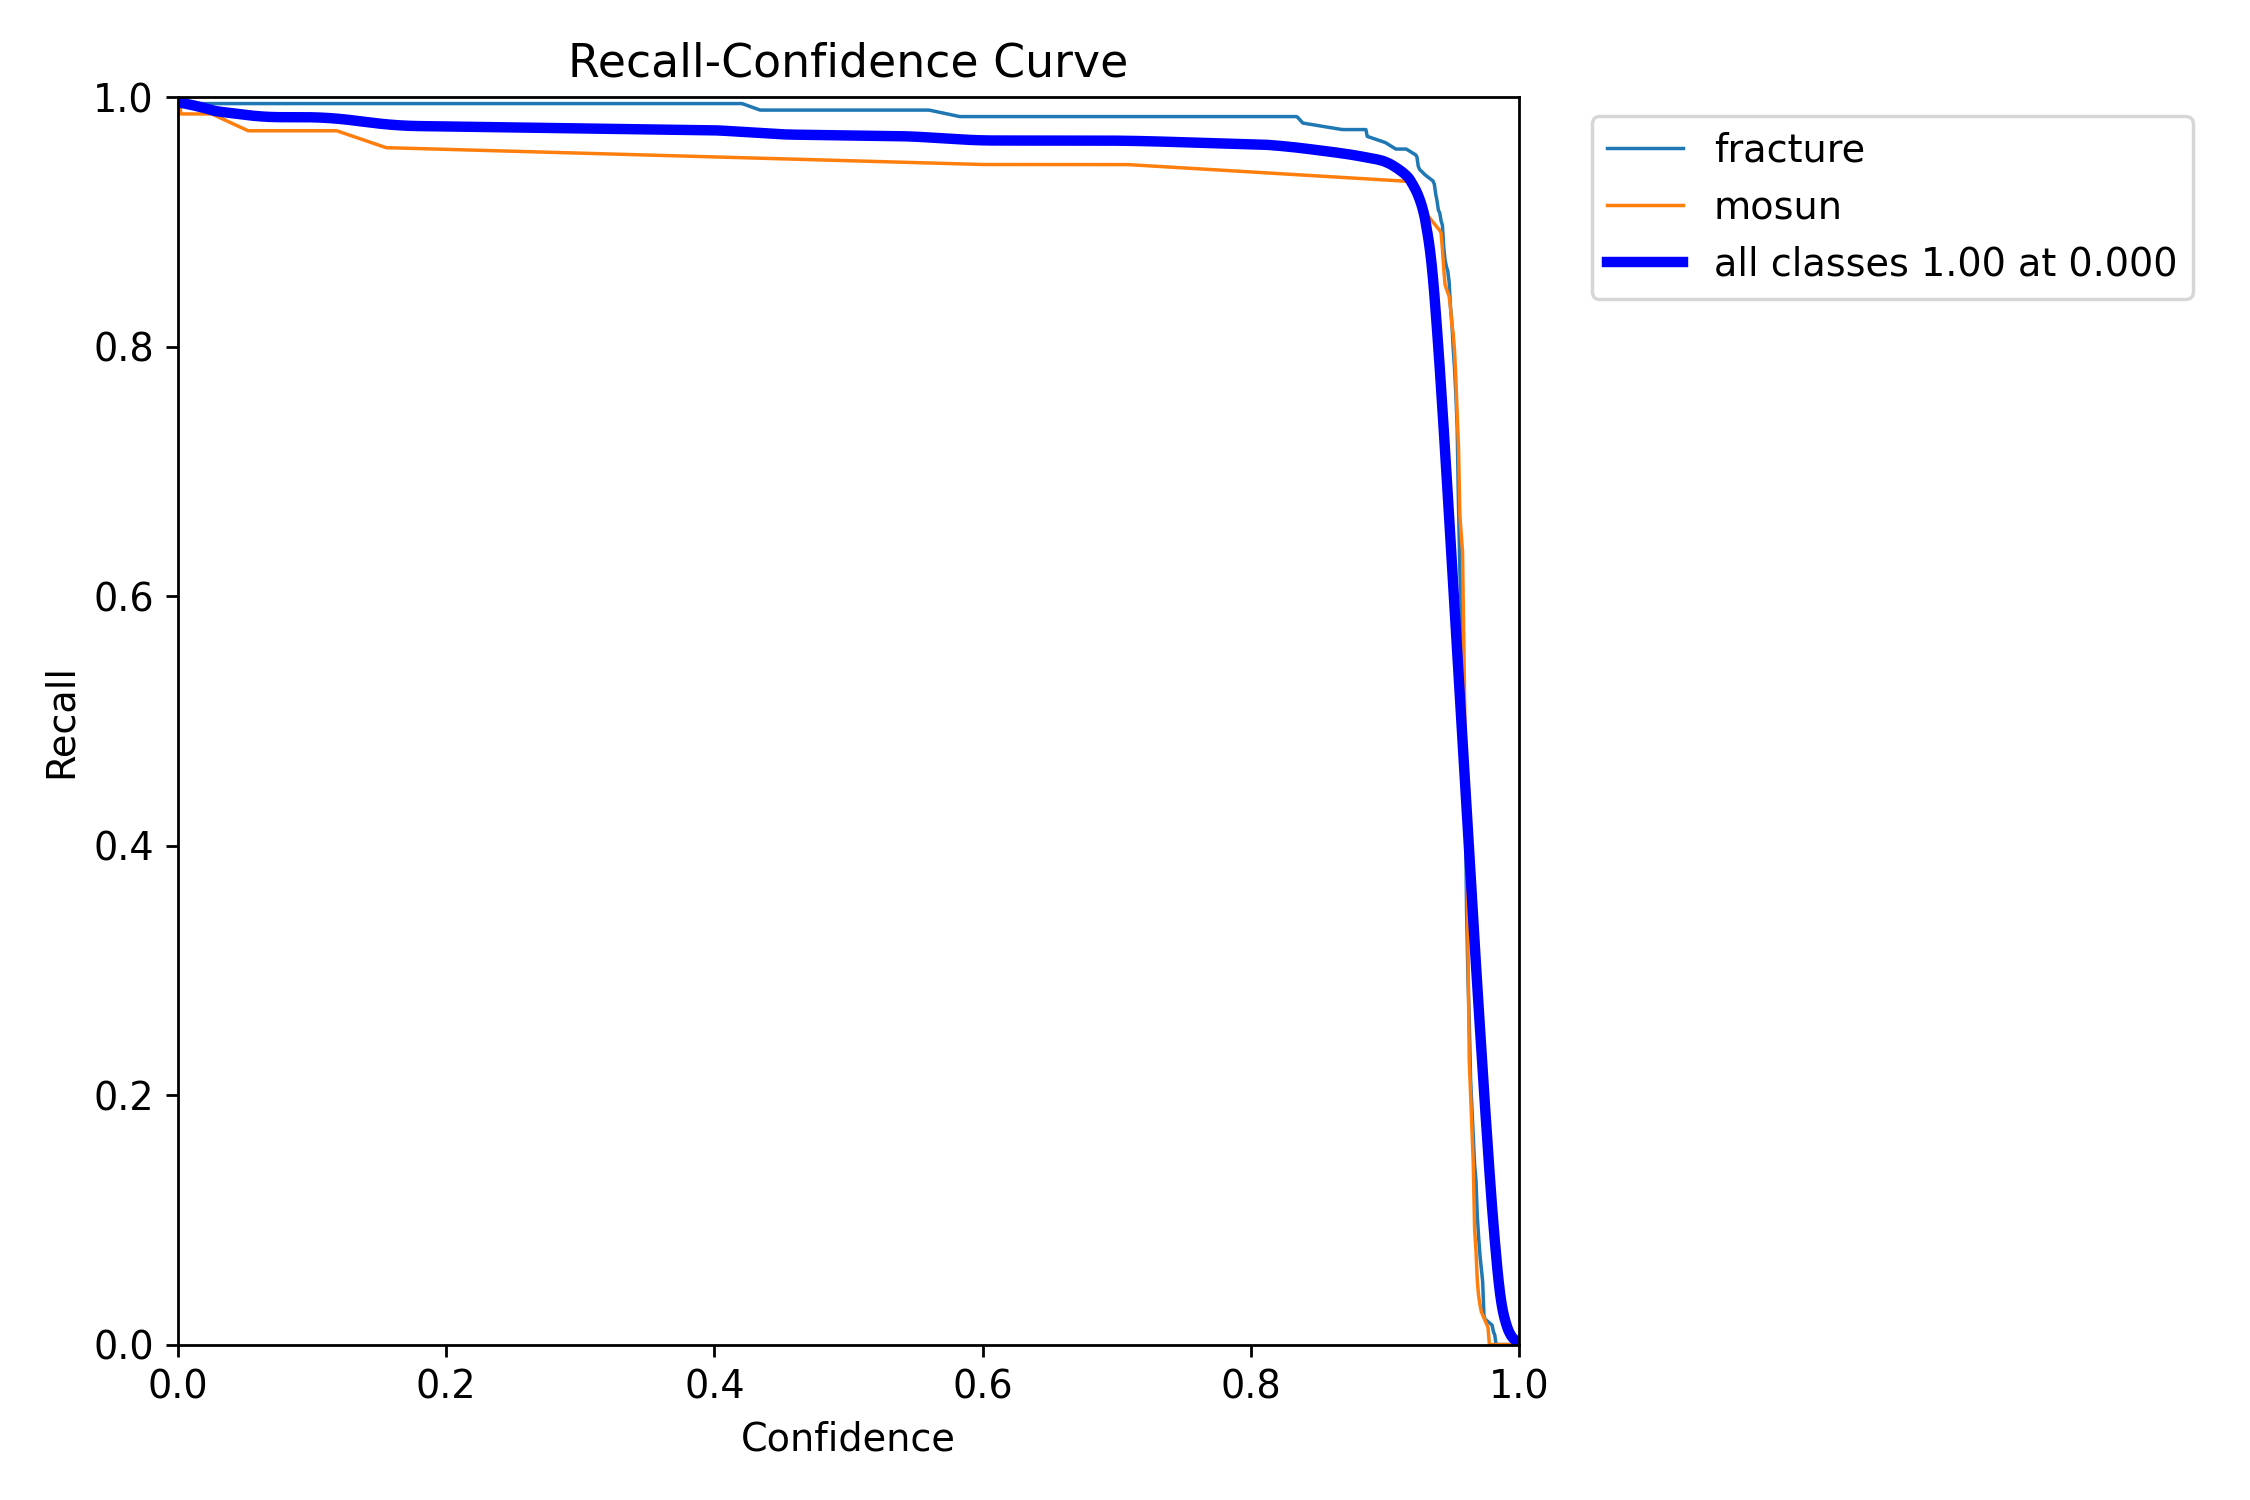 Recall-Confidence Curve
1.0
0.8
0.6
0.4
0.2
0.0
Recall
0.0 0.2 0.4 0.6 0.8 1.0
Confidence
fracture
mosun
all classes 1.00 at 0.000